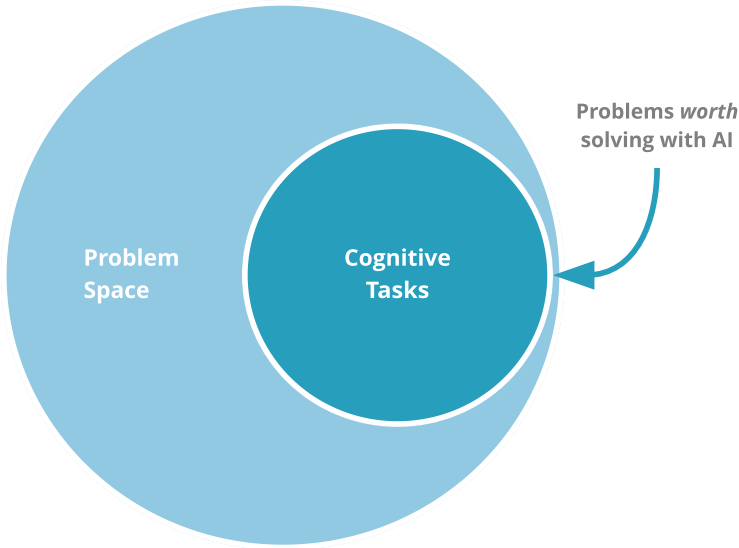 Problems worth
solving with AI
Problem
Space
Cognitive
Tasks